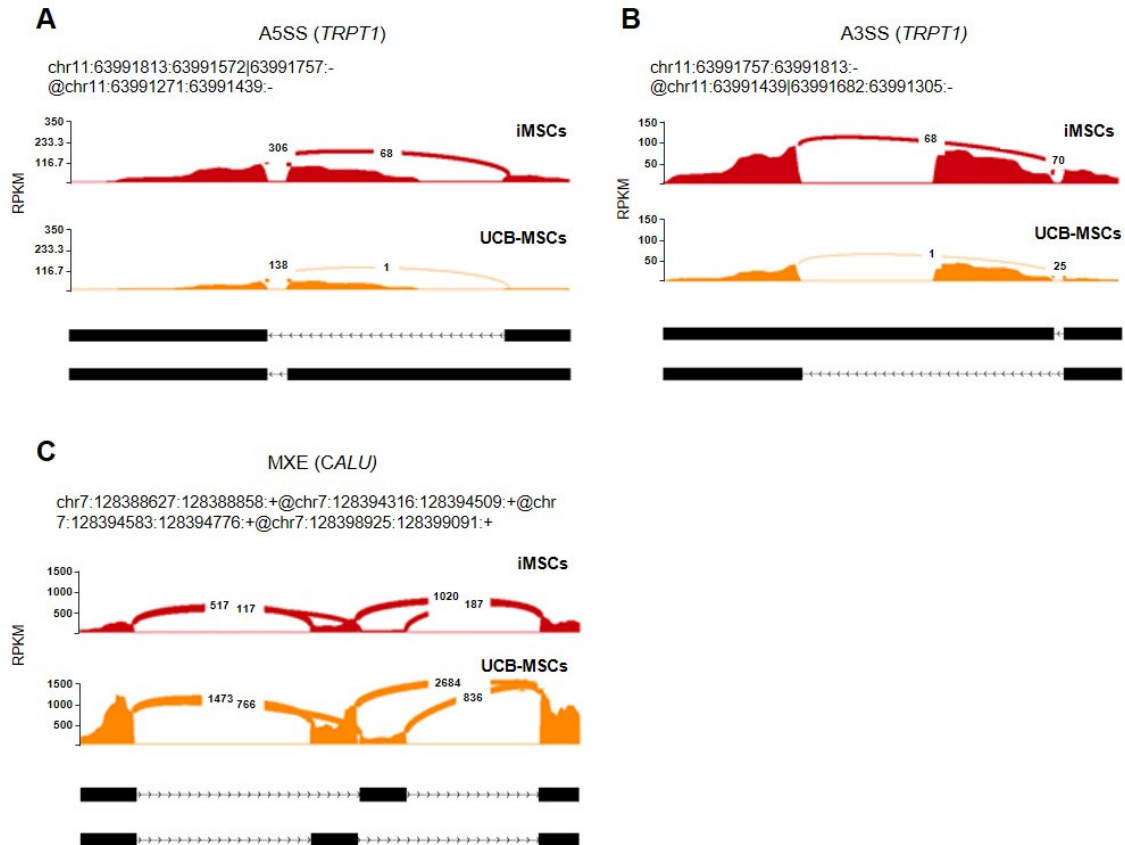 A
A5SS (TRPT1)
chr11:63991813:63991572|63991757:-
@chr11:63991271:63991439:-
iMSCs
350
233.3
116.7
306
68
RPKM
UCB-MSCs
350
233.3
116.7
138
1
B
A3SS (TRPT1)
chr11:63991757:63991813:-
@chr11:63991439|63991682:63991305:-
iMSCs
150
100
50
68
70
RPKM
UCB-MSCs
150
100
50
1
25
C
MXE (CALU)
chr7:128388627:128388858:+@chr7:128394316:128394509:+@chr
7:128394583:128394776:+@chr7:128398925:128399091:+
iMSCs
1500
1000
500
517 117
1020
187
RPKM
UCB-MSCs
1500
1000
500
1473 766
2684
836